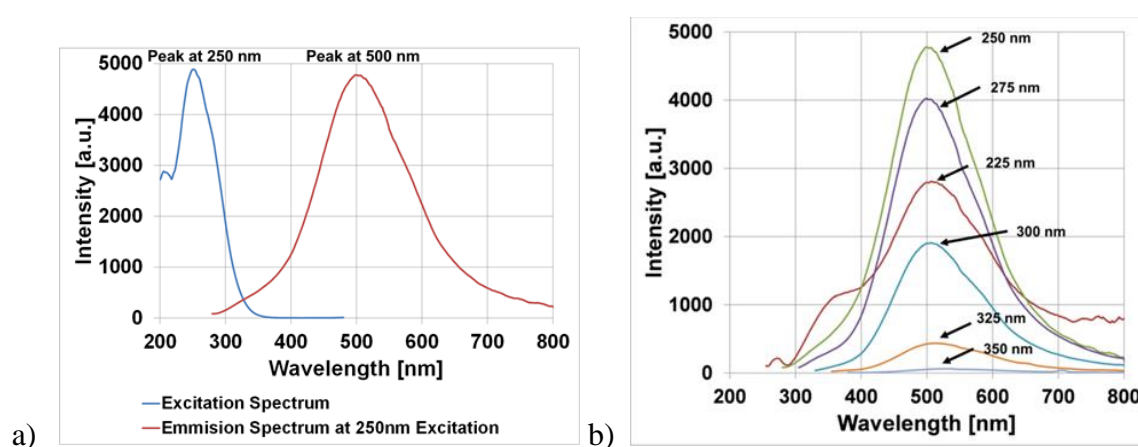 Peak at 250 nm Peak at 500 nm
5000
4000
3000
2000
1000
0
Intensity [a.u.]
200 300 400 500 600 700 800
Wavelength [nm]
Excitation Spectrum
Emmision Spectrum at 250nm Excitation
a)
5000
4000
3000
2000
1000
0
Intensity [a.u.]
250 nm
275 nm
225 nm
300 nm
325 nm
350 nm
200 300 400 500 600 700 800
Wavelength [nm]
b)